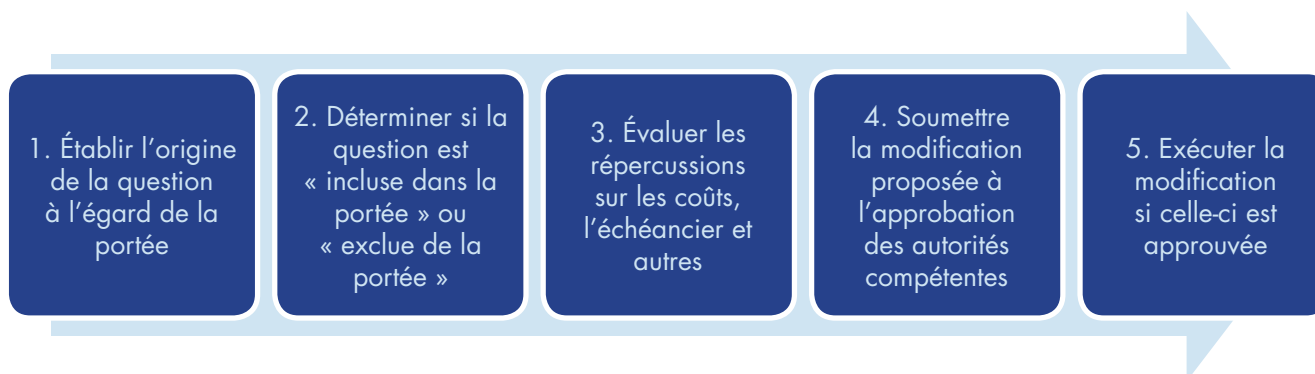 1. Établir l’origine
de la question
à l’égard de la
portée
2. Déterminer si la
question est
« incluse dans la
portée » ou
« exclue de la
portée »
3. Évaluer les
répercussions
sur les coûts,
l’échéancier et
autres
4. Soumettre
la modification
proposée à
l’approbation
des autorités
compétentes
5. Exécuter la
modification
si celle-ci est
approuvée